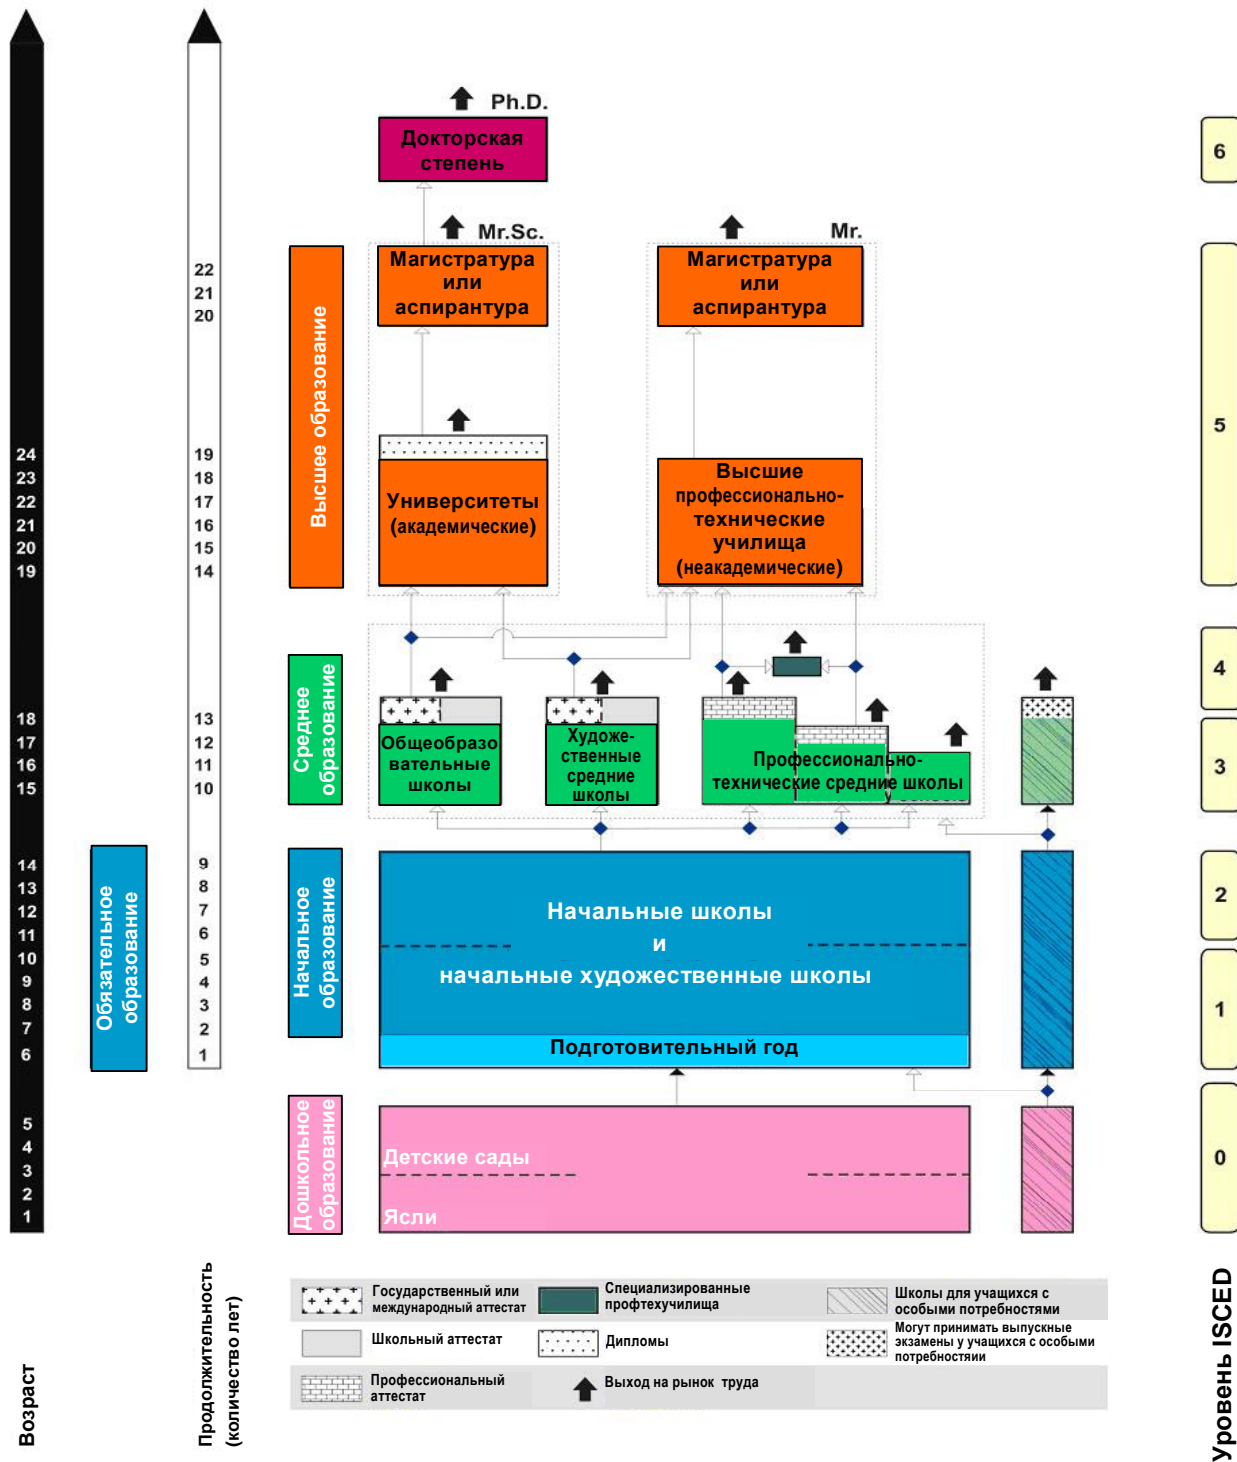 Ph.D.
Докторская
степень
6
Mr.Sc.
Mr.
Магистратура
или
аспирантура
Магистратура
или
аспирантура
22
21
20
Высшее образование
5
24
23
22
21
20
19
19
18
17
16
15
14
Университеты
(академические)
Высшие
профессионально-
технические
училища
(неакадемические)
4
Среднее
образование
18
17
16
15
13
12
11
10
Общеобразо
вательные
школы
Художе-
ственные
средние
школы
Профессионально-
технические средние школы
3
14
13
12
11
10
9
8
7
6
Обязательное
образование
9
8
7
6
5
4
3
2
1
Начальное
образование
Начальные школы
и
начальные художественные школы
Подготовительный год
2
1
5
4
3
2
1
Дошкольное
образование
Детские сады
Ясли
0
Возраст
Продолжительность
(количество лет)
Уровень ISCED
Государственный или
международный аттестат
Специализированные
профтехучилища
Школы для учащихся с
особыми потребностями
Школьный аттестат
Дипломы
Могут принимать выпускные
экзамены у учащихся с особыми
потребностяии
Профессиональный
аттестат
Выход на рынок труда